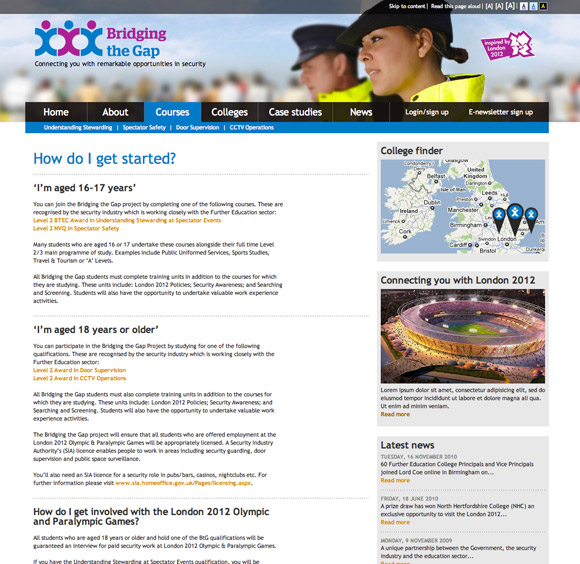 Skip to content | Read this page aloud | [A] [A] [A] | A A A
Bridging
the Gap
Connecting you with remarkable opportunities in security
inspired by
London
2012
Home About Courses Colleges Case studies News Login/sign up E-newsletter sign up
Understanding Stewarding | Spectator Safety | Door Supervision | CCTV Operations
How do I get started?
‘I’m aged 16-17 years’
You can join the Bridging the Gap project by completing one of the following courses. These are
recognised by the security industry which is working closely with the Further Education sector:
Level 2 BTEC Award in Understanding Stewarding at Spectator Events
Level 2 NVQ in Spectator Safety
Many students who are aged 16 or 17 undertake these courses alongside their full time Level
2/3 main programme of study. Examples include Public Uniformed Services, Sports Studies,
Travel & Tourism or ‘A’ Levels.
All Bridging the Gap students must complete training units in addition to the courses for which
they are studying. These units include: London 2012 Policies; Security Awareness; and Searching
and Screening. Students will also have the opportunity to undertake valuable work experience
activities.
‘I’m aged 18 years or older’
You can participate in the Bridging the Gap Project by studying for one of the following
qualifications. These are recognised by the security industry which is working closely with the
Further Education sector:
Level 2 Award in Door Supervision
Level 2 Award in CCTV Operations
All Bridging the Gap students must also complete training units in addition to the courses for
which they are studying. These units include: London 2012 Policies; Security Awareness; and
Searching and Screening. Students will also have the opportunity to undertake valuable work
experience activities.
The Bridging the Gap project will ensure that all students who are offered employment at the
London 2012 Olympic & Paralympic Games will be appropriately licensed. A Security Industry
Authority’s (SIA) licence enables people to work in areas including security guarding, door
supervision and public space surveillance.
You’ll also need an SIA licence for a security role in pubs/bars, casinos, nightclubs etc. For
further information please visit www.sia.homeoffice.gov.uk/Pages/licensing.aspx.
How do I get involved with the London 2012 Olympic
and Paralympic Games?
All students who are aged 18 years or older and hold one of the BtG qualifications will be
guaranteed an interview for paid security work at London 2012 Olympic & Paralympic Games.
If you have the Understanding Stewarding at Spectator Events qualification, you will be
College finder
Glasgow
Belfast
United
Kingdom
Isle of Man
Darlington
Leeds
Dublin
Manchester
Ireland
Birmingham
Cork
Swansea
London
Cardiff
Bristol
Connecting you with London 2012
Lorem ipsum dolor sit amet, consectetur adipisicing elit, sed do
eiusmod tempor incididunt ut labore et dolore magna ali qua.
Ut enim ad minim veniam.
Read more
Latest news
TUESDAY, 16 NOVEMBER 2010
60 Further Education College Principals and Vice Principals
joined Lord Coe online in Birmingham on...
Read more
FRIDAY, 18 JUNE 2010
A prize draw has won North Hertfordshire College (NHC) an
exclusive opportunity to visit the London 2012...
Read more
MONDAY, 9 NOVEMBER 2009
A unique partnership between the Government, the security
industry and the education sector...
Read more